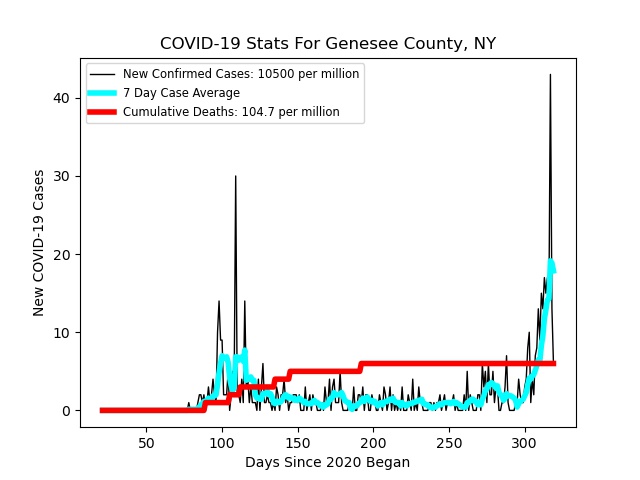 COVID-19 Stats For Genesee County, NY
New Confirmed Cases: 10500 per million
7 Day Case Average
Cumulative Deaths: 104.7 per million
New COVID-19 Cases
40
30
20
10
0
50 100 150 200 250 300
Days Since 2020 Began